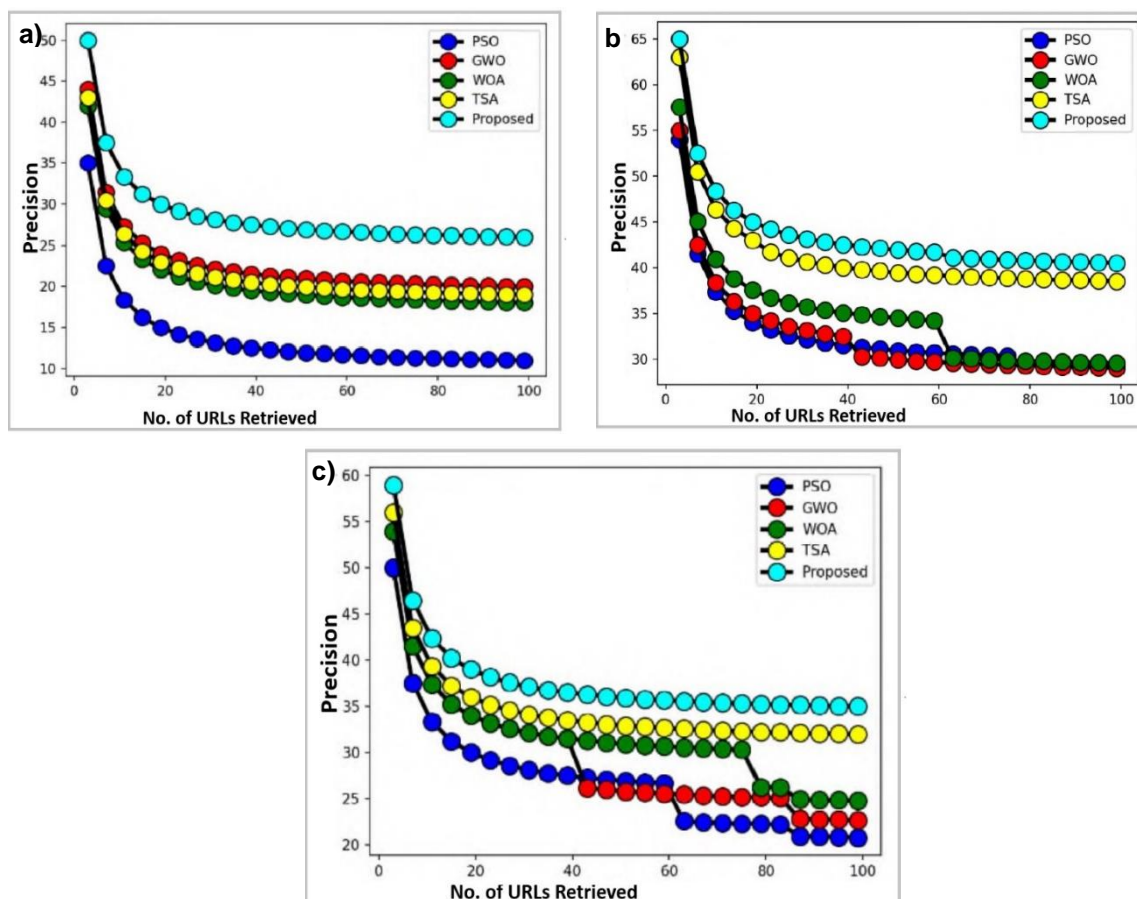 a)
50
45
40
35
30
25
20
15
10
Precision
0
20
40
60
80
100
No. of URLs Retrieved
PSO
GWO
WOA
TSA
Proposed
b)
65
60
55
50
45
40
35
30
Precision
0
20
40
60
80
100
No. of URLs Retrieved
PSO
GWO
WOA
TSA
Proposed
c)
60
55
50
45
40
35
30
25
20
Precision
0
20
40
60
80
100
No. of URLs Retrieved
PSO
GWO
WOA
TSA
Proposed